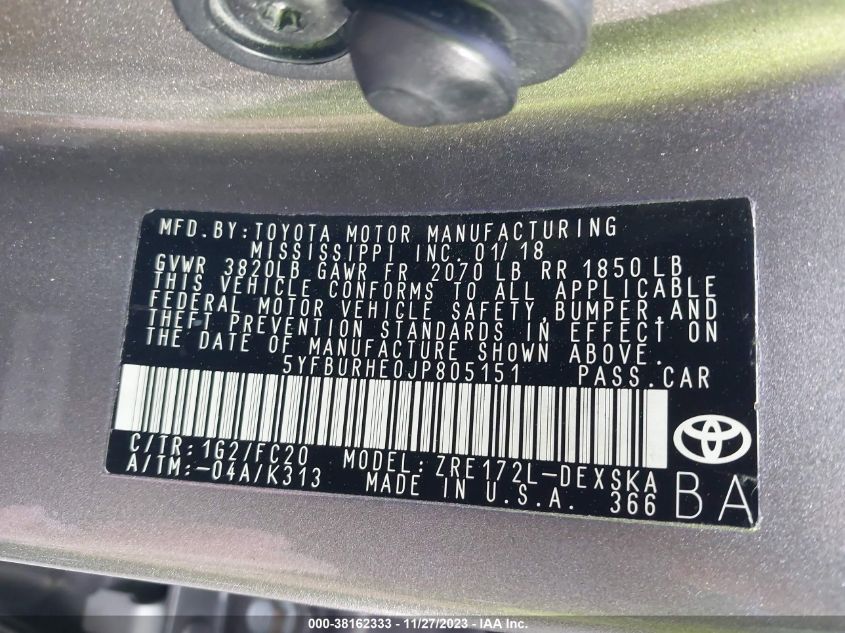 MFD.BY:TOYOTA MOTOR MANUFACTURING
MISSISSIPPI INC. 01/18
GVWR 3820LB GAWR FR 2070 LB RR 1850 LB
THIS VEHICLE CONFORMS TO ALL APPLICABLE
FEDERAL MOTOR VEHICLE SAFETY,BUMPER,AND
THEFT PREVENTION STANDARDS IN EFFECT ON
THE DATE OF MANUFACTURE SHOWN ABOVE.
5YFBURHE0JP805151 PASS.CAR
C/TR:1G2/FC20 MODEL:ZRE172L-DEXSKA
A/TM:-04A/K313 MADE IN U.S.A. 366 BA
000-38162333 - 11/27/2023 - IAA Inc.